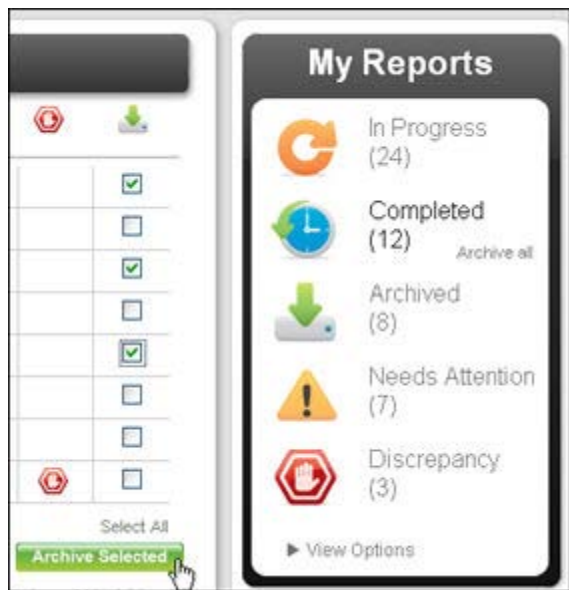 Select All
Archive Selected
My Reports
In Progress
(24)
Completed
(12)
Archive all
Archived
(8)
Needs Attention
(7)
Discrepancy
(3)
▶ View Options